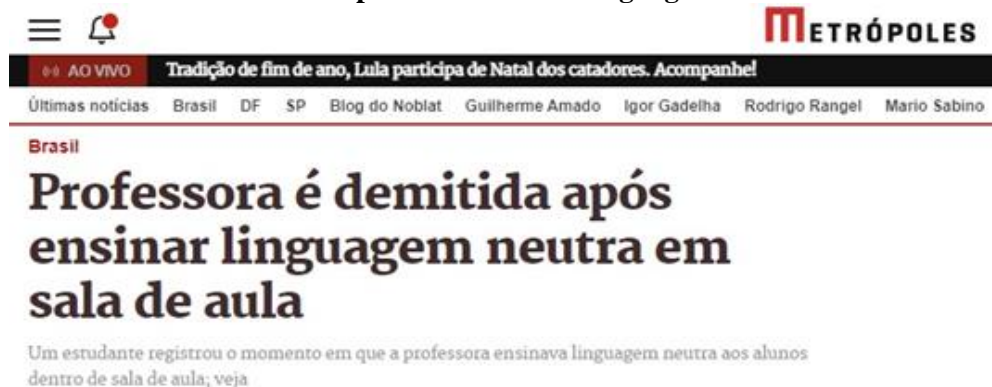 METRÓPOLES
AO VIVO Tradição de fim de ano, Lula participa de Natal dos catadores. Acompanhe!
Últimas notícias Brasil DF SP Blog do Noblat Guilherme Amado Igor Gadelha Rodrigo Rangel Mario Sabino
Brasil
Professora é demitida após
ensinar linguagem neutra em
sala de aula
Um estudante registrou o momento em que a professora ensinava linguagem neutra aos alunos
dentro de sala de aula; veja